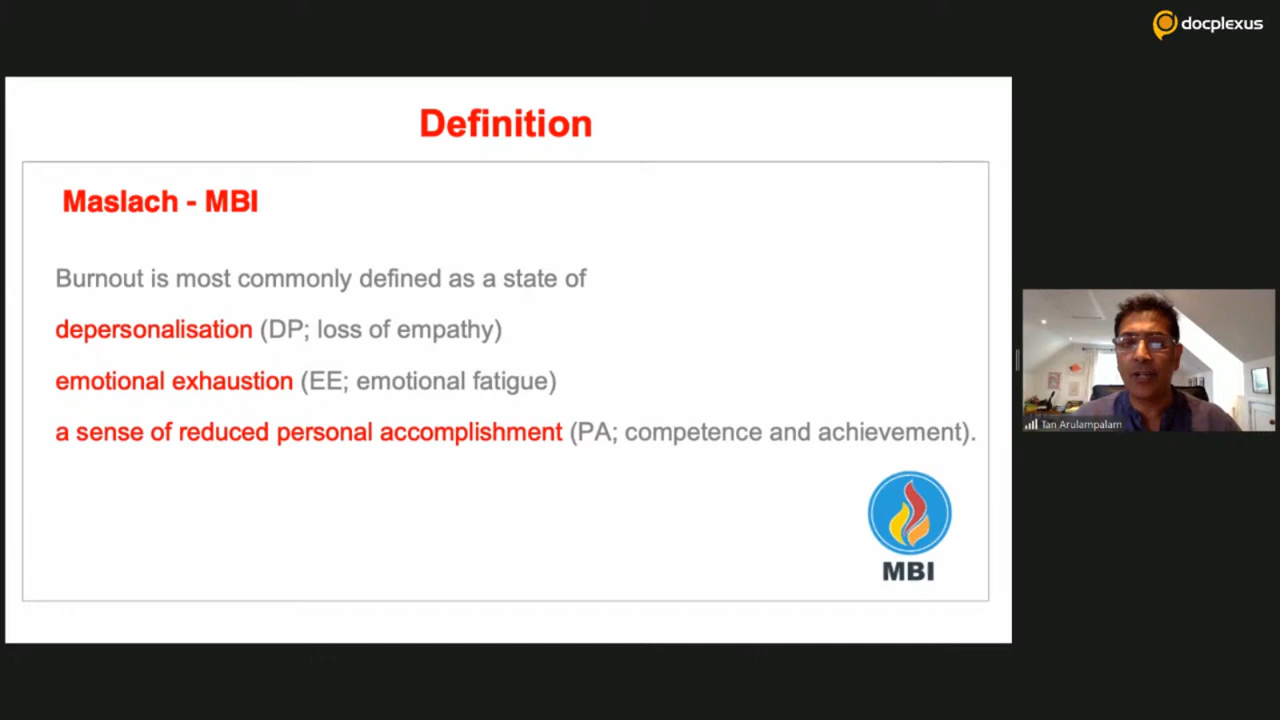 docplexus
Definition
Maslach - MBI
Burnout is most commonly defined as a state of
depersonalisation (DP; loss of empathy)
emotional exhaustion (EE; emotional fatigue)
a sense of reduced personal accomplishment (PA; competence and achievement).
MBI
Tan Arulampalam